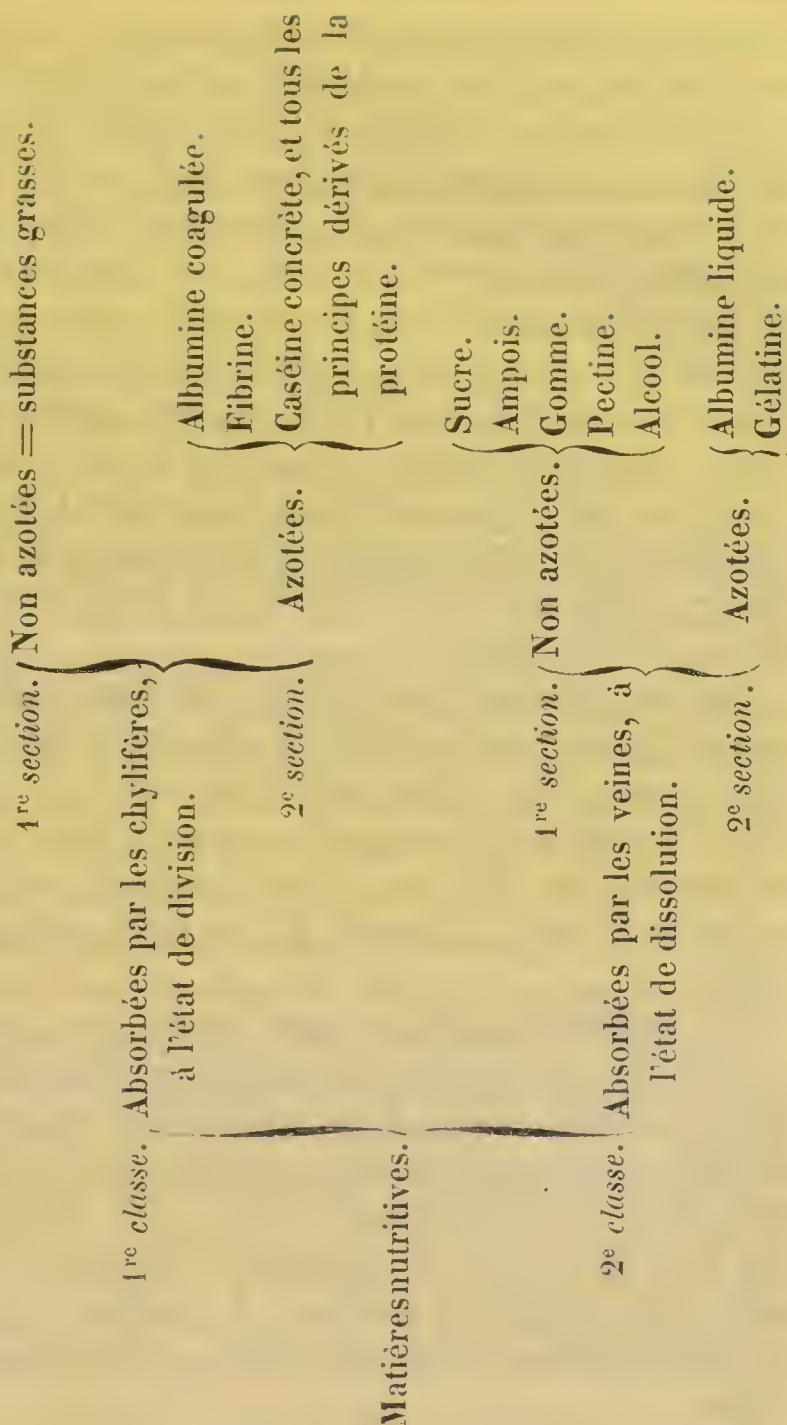 Matières nutritives.
1re classe. Absorbées par les chylifères,
à l'état de division.
1re section. Non azotées = substances grasses.
2e section. Azotées.
Albumine coagulée.
Fibrine.
Caséine concrète, et tous les
principes dérivés de la
protéine.
2e classe. Absorbées par les veines, à
l'état de dissolution.
1re section. Non azotées.
Sucre.
Ampois.
Gomme.
Pectine.
Alcool.
2e section. Azotées.
Albumine liquide.
Gélatine.